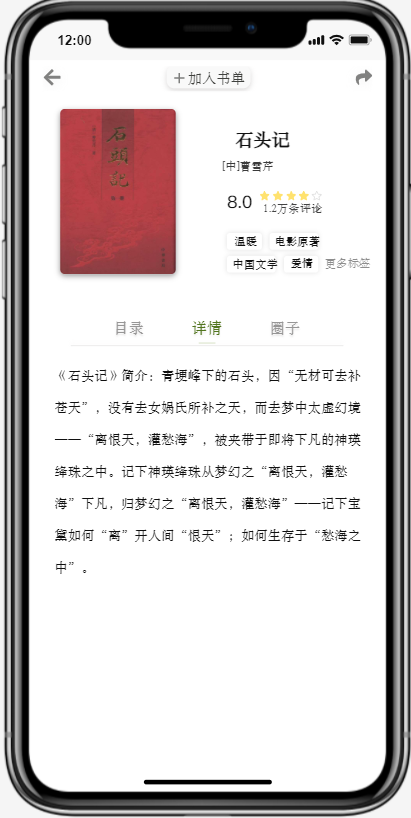 12:00
+加入书单
石頭記
石头记
[中]曹雪芹
8.0
1.2万条评论
温暖 电影原著
中国文学 爱情 更多标签
目录 详情 圈子
《石头记》简介：青埂峰下的石头，因“无材可去补
苍天”，没有去女娲氏所补之天，而去梦中太虚幻境
——“离恨天，灌愁海”，被夹带于即将下凡的神瑛
绛珠之中。记下神瑛绛珠从梦幻之“离恨天，灌愁
海”下凡，归梦幻之“离恨天，灌愁海”——记下宝
黛如何“离”开人间“恨天”；如何生存于“愁海之
中”。